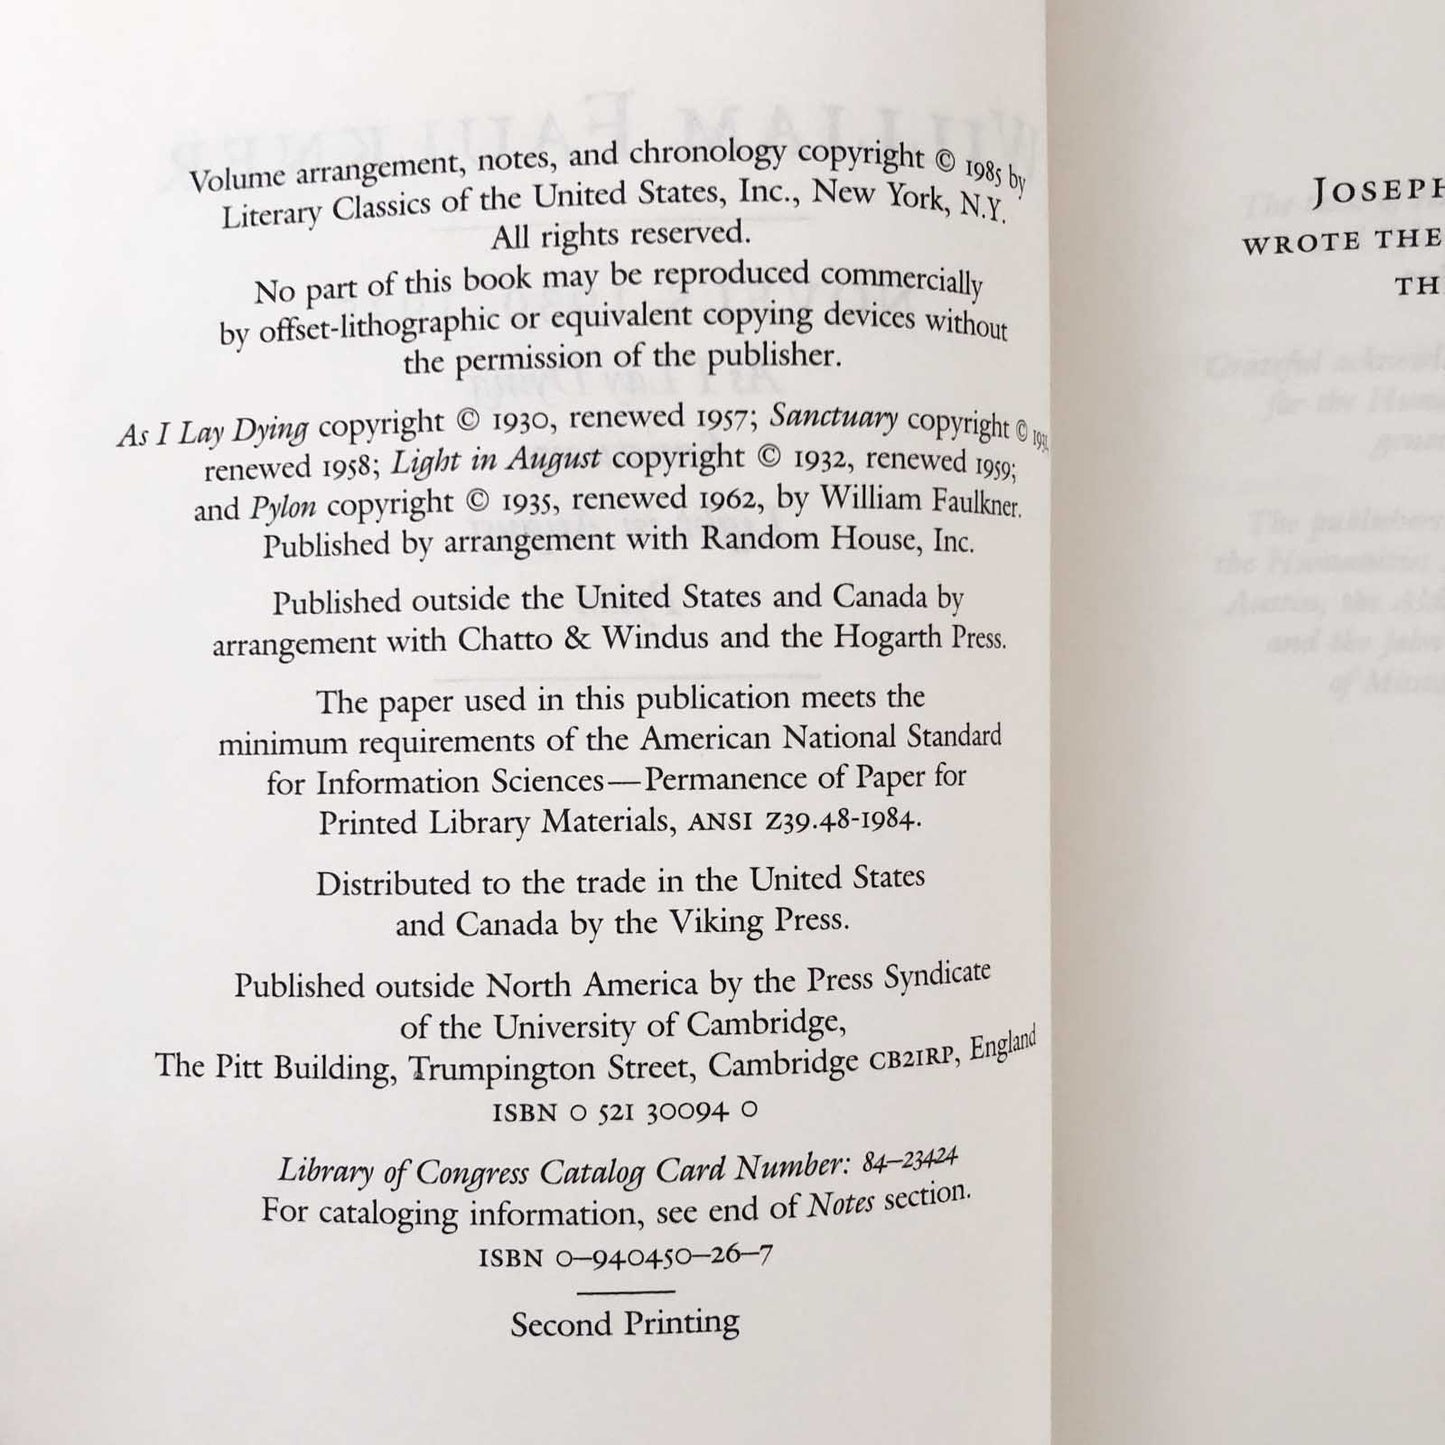 Volume arrangement, notes, and chronology copyright © 1985 by
Literary Classics of the United States, Inc., New York, N.Y.
All rights reserved.
No part of this book may be reproduced commercially
by offset-lithographic or equivalent copying devices without
the permission of the publisher.
As I Lay Dying copyright © 1930, renewed 1957; Sanctuary copyright © 1931,
renewed 1958; Light in August copyright © 1932, renewed 1959;
and Pylon copyright © 1935, renewed 1962, by William Faulkner.
Published by arrangement with Random House, Inc.
Published outside the United States and Canada by
arrangement with Chatto & Windus and the Hogarth Press.
The paper used in this publication meets the
minimum requirements of the American National Standard
for Information Sciences—Permanence of Paper for
Printed Library Materials, ANSI Z39.48-1984.
Distributed to the trade in the United States
and Canada by the Viking Press.
Published outside North America by the Press Syndicate
of the University of Cambridge,
The Pitt Building, Trumpington Street, Cambridge CB21RP, England
ISBN 0 521 30094 0
Library of Congress Catalog Card Number: 84–23424
For cataloging information, see end of Notes section.
ISBN 0–940450–26–7
Second Printing
JOSEPH
WROTE THE
TH